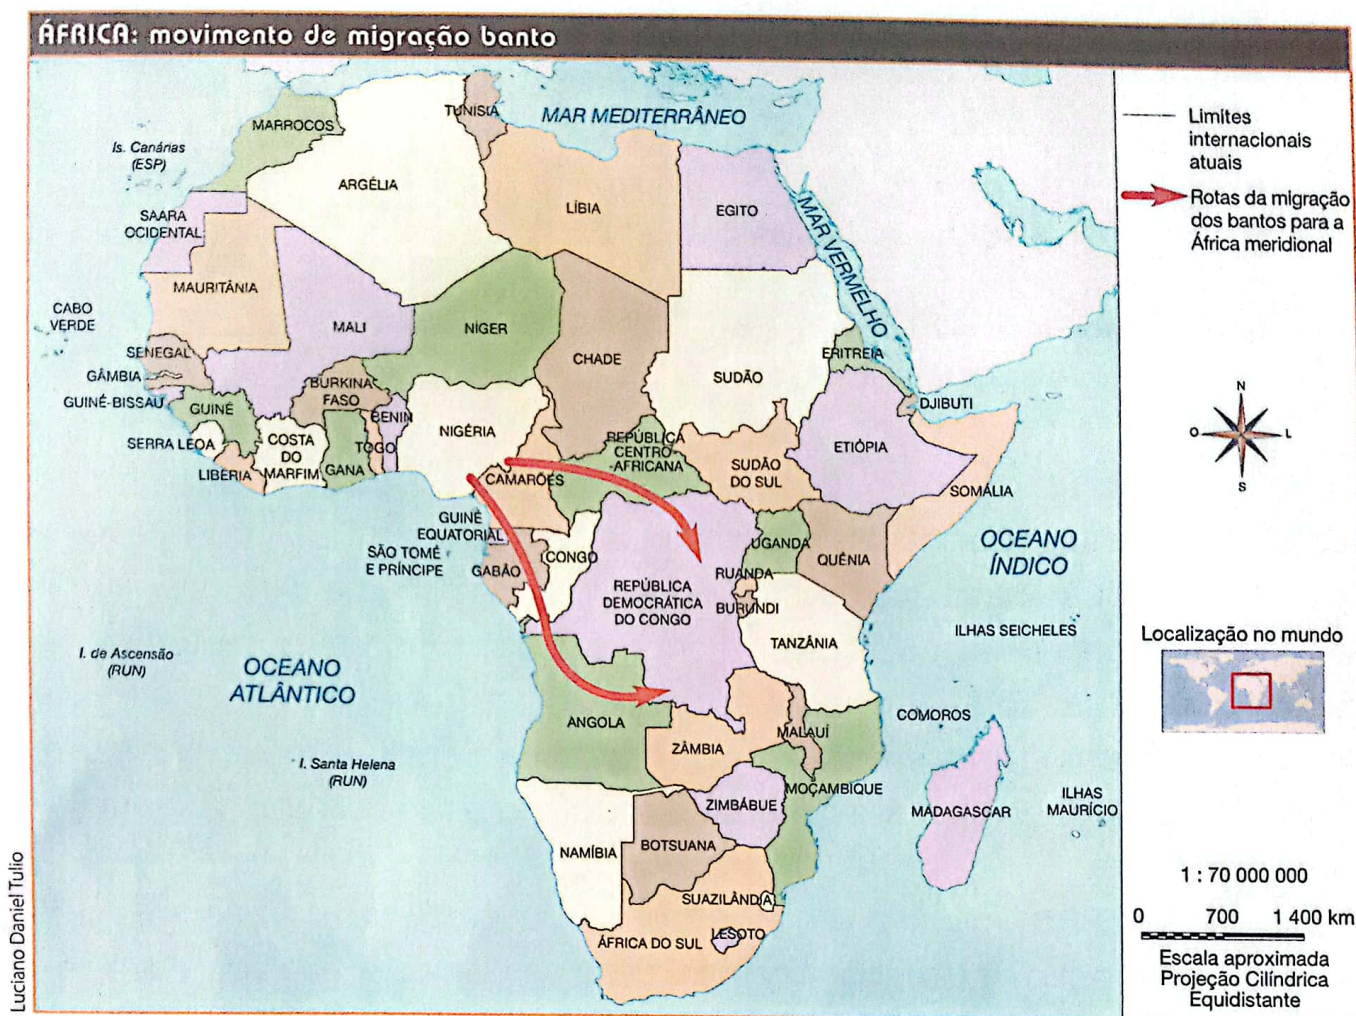 ÁFRICA: movimento de migração banto
MAR MEDITERRÂNEO
TUNISIA
MARROCOS
Is. Canárias
(ESP)
ARGÉLIA
LÍBIA
EGITO
MAR VERMELHO
SAARA
OCIDENTAL
MAURITÂNIA
CABO
VERDE
MALI
NÍGER
CHADE
SUDÃO
ERITREIA
SENEGAL
GÂMBIA
GUINÉ-BISSAU
GUINÉ
BURKINA
FASO
BENIN
DJIBUTI
SERRA LEOA
COSTA
DO
MARFIM
LIBÉRIA
GANA
TOGO
NIGÉRIA
CAMARÕES
REPÚBLICA
CENTRO-
-AFRICANA
SUDÃO
DO SUL
ETIÓPIA
SOMÁLIA
GUINÉ
EQUATORIAL
SÃO TOMÉ
E PRÍNCIPE
GABÃO
CONGO
UGANDA
QUÊNIA
OCEANO
ÍNDICO
RUANDA
REPÚBLICA
DEMOCRÁTICA
DO CONGO
BURUNDI
TANZÂNIA
ILHAS SEICHELES
I. de Ascensão
(RUN)
OCEANO
ATLÂNTICO
ANGOLA
ZÂMBIA
MALAUÍ
COMOROS
I. Santa Helena
(RUN)
MOÇAMBIQUE
ZIMBÁBUE
MADAGASCAR
ILHAS
MAURÍCIO
NAMÍBIA
BOTSUANA
SUAZILÂNDIA
LESOTO
ÁFRICA DO SUL
Limites
internacionais
atuais
Rotas da migração
dos bantos para a
África meridional
N
O
L
S
Localização no mundo
1 : 70 000 000
0 700 1 400 km
Escala aproximada
Projeção Cilíndrica
Equidistante
Luciano Daniel Tulio